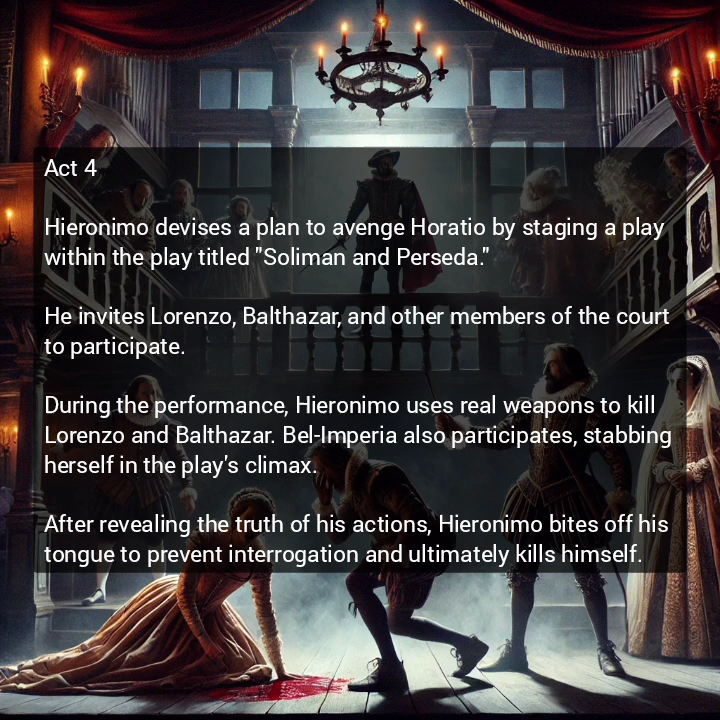 Act 4
Hieronimo devises a plan to avenge Horatio by staging a play
within the play titled "Soliman and Perseda."
He invites Lorenzo, Balthazar, and other members of the court
to participate.
During the performance, Hieronimo uses real weapons to kill
Lorenzo and Balthazar. Bel-Imperia also participates, stabbing
herself in the play's climax.
After revealing the truth of his actions, Hieronimo bites off his
tongue to prevent interrogation and ultimately kills himself.